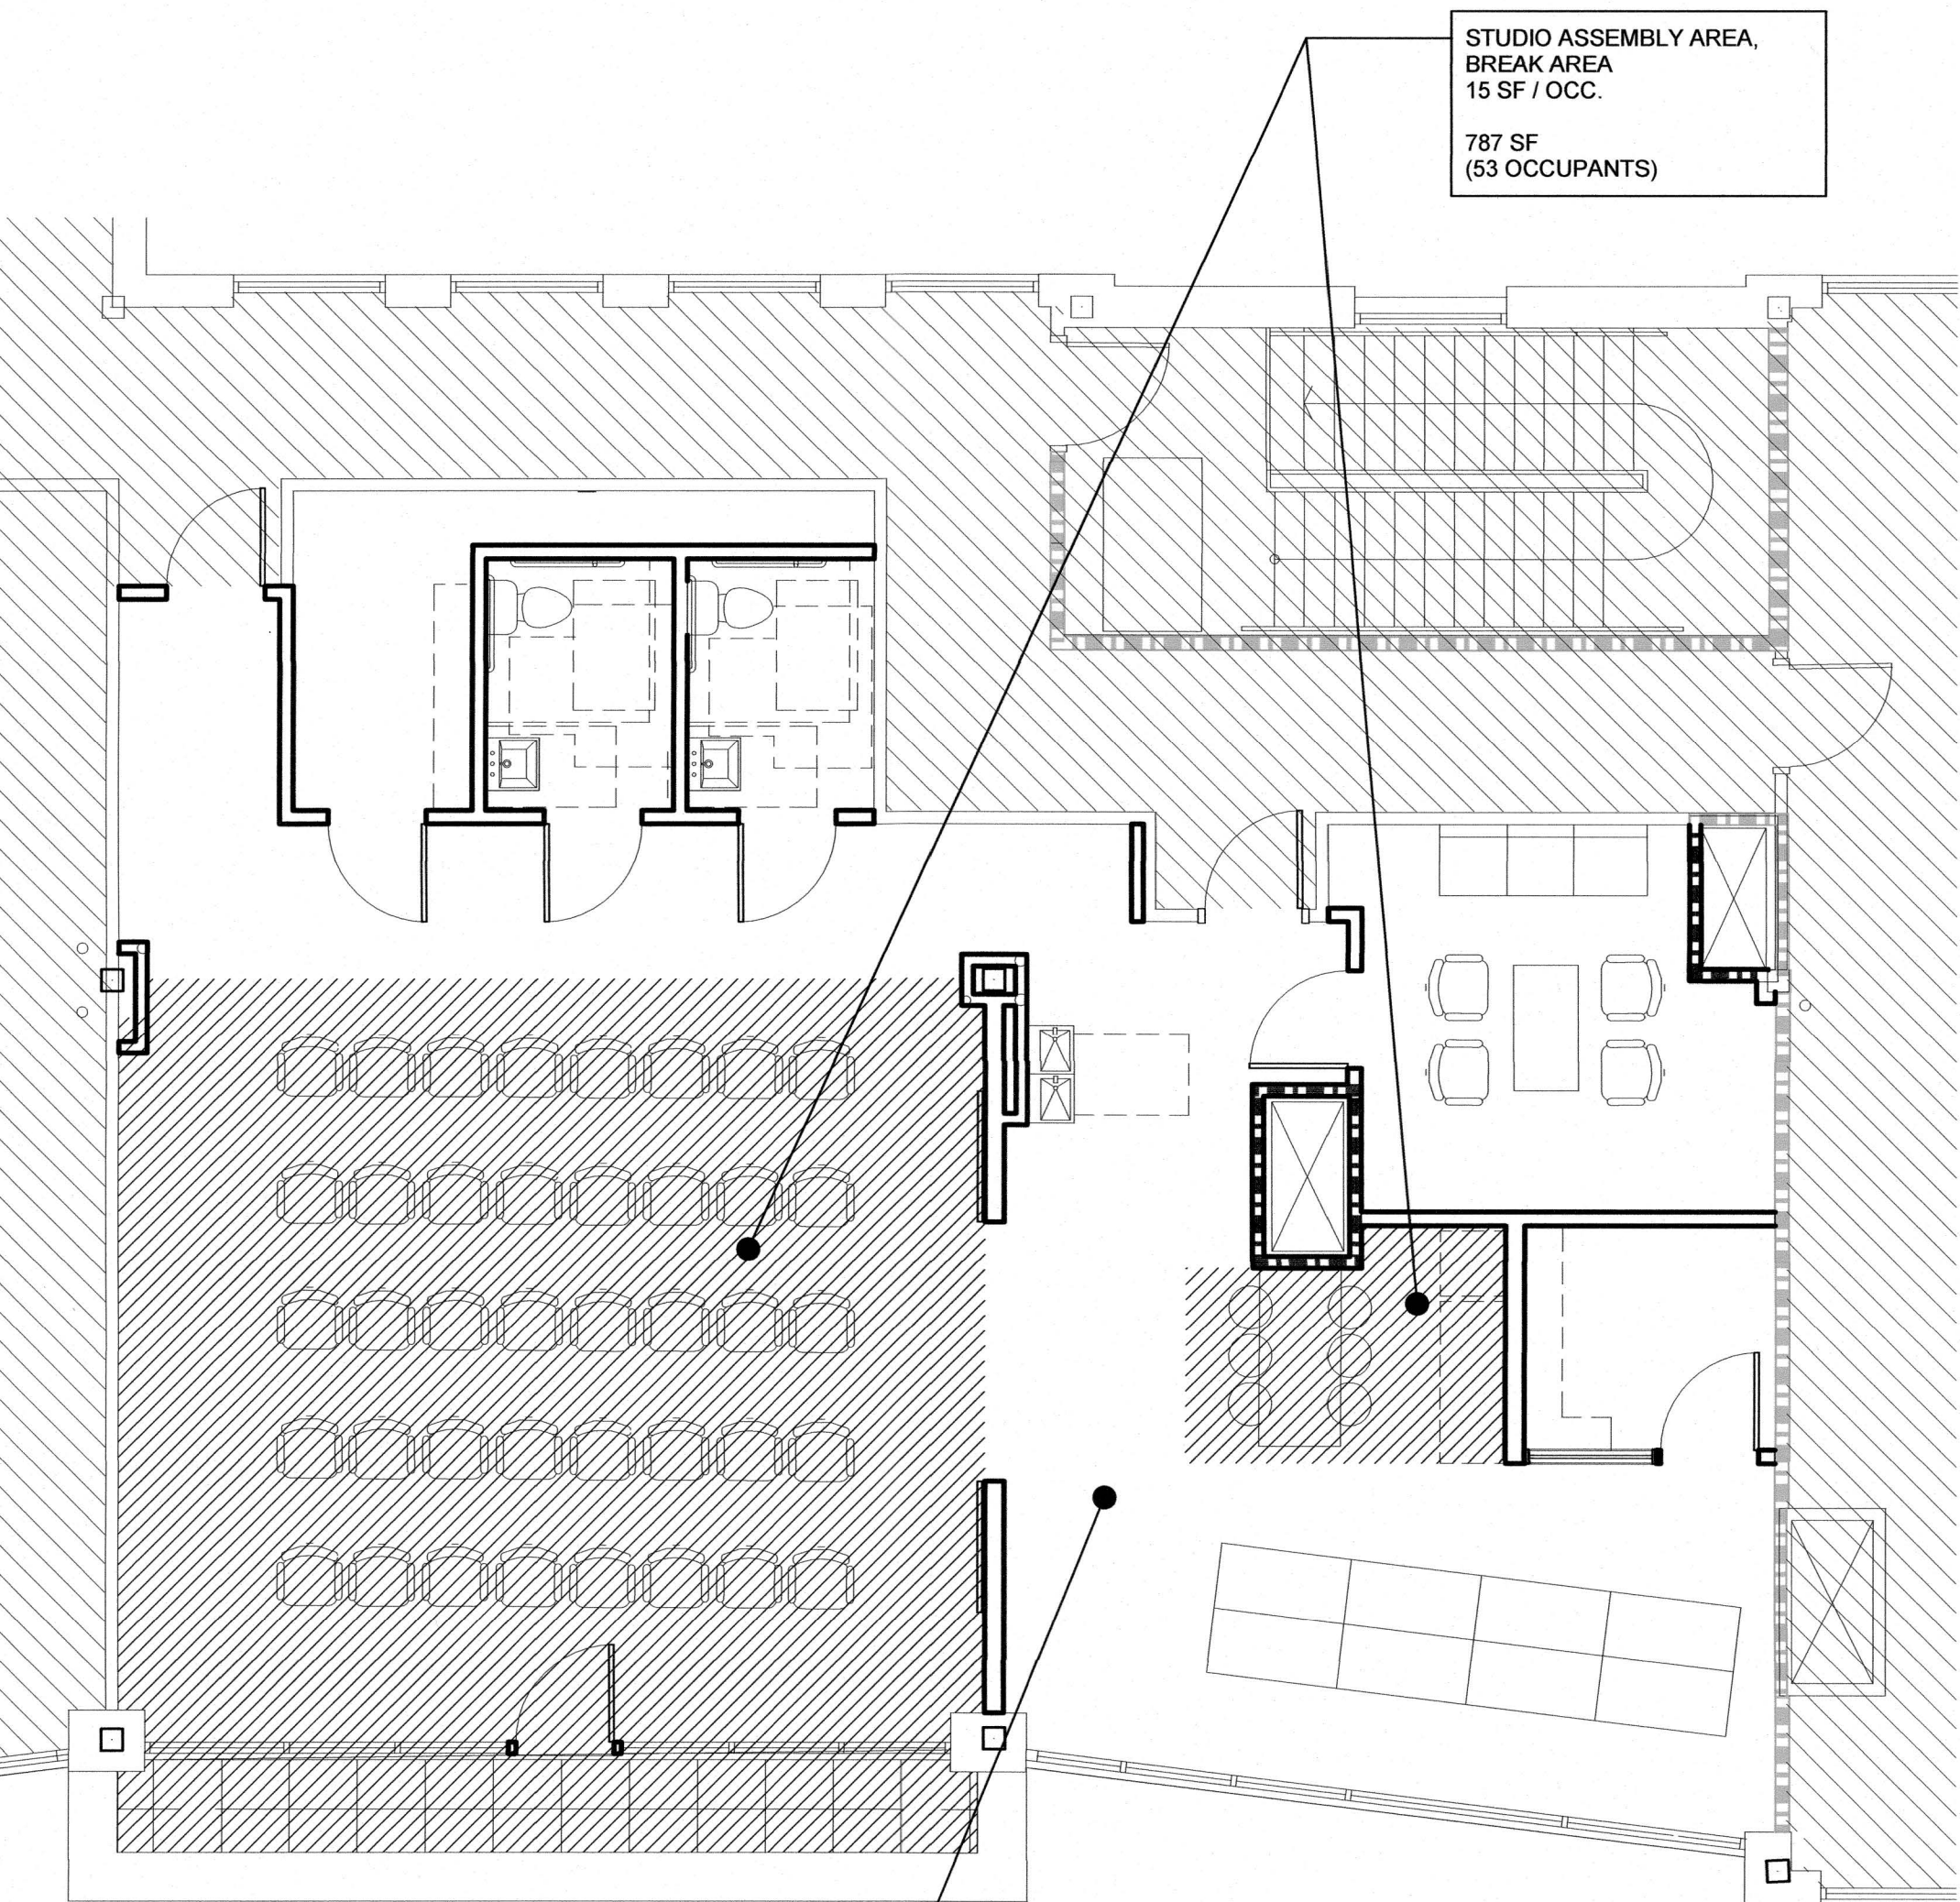 STUDIO ASSEMBLY AREA,
BREAK AREA
15 SF / OCC.
787 SF
(53 OCCUPANTS)